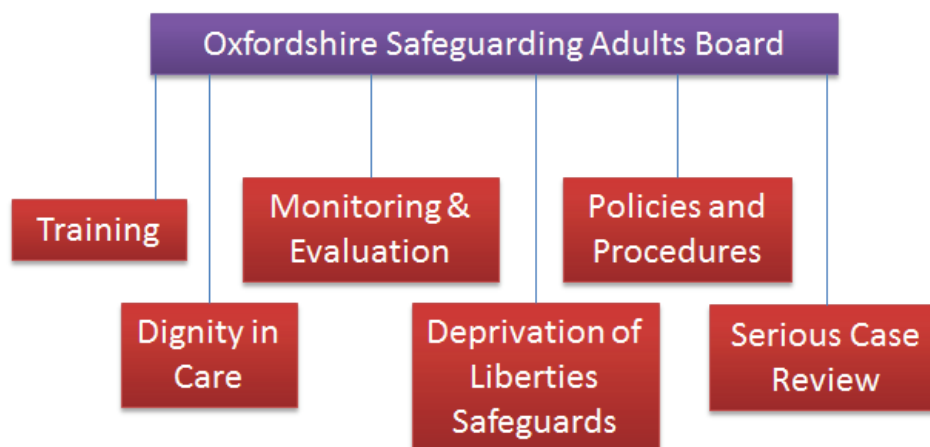 Oxfordshire Safeguarding Adults Board
Training
Monitoring &
Evaluation
Policies and
Procedures
Dignity in
Care
Deprivation of
Liberties
Safeguards
Serious Case
Review